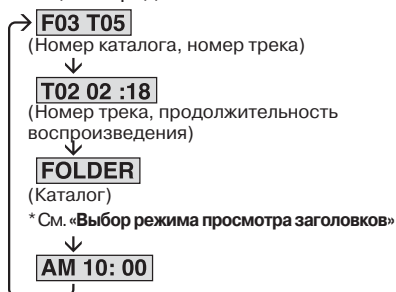 F03 T05
(Номер каталога, номер трека)
T02 02 :18
(Номер трека, продолжительность
воспроизведения)
FOLDER
(Каталог)
* См. «Выбор режима просмотра заголовков»
AM 10: 00